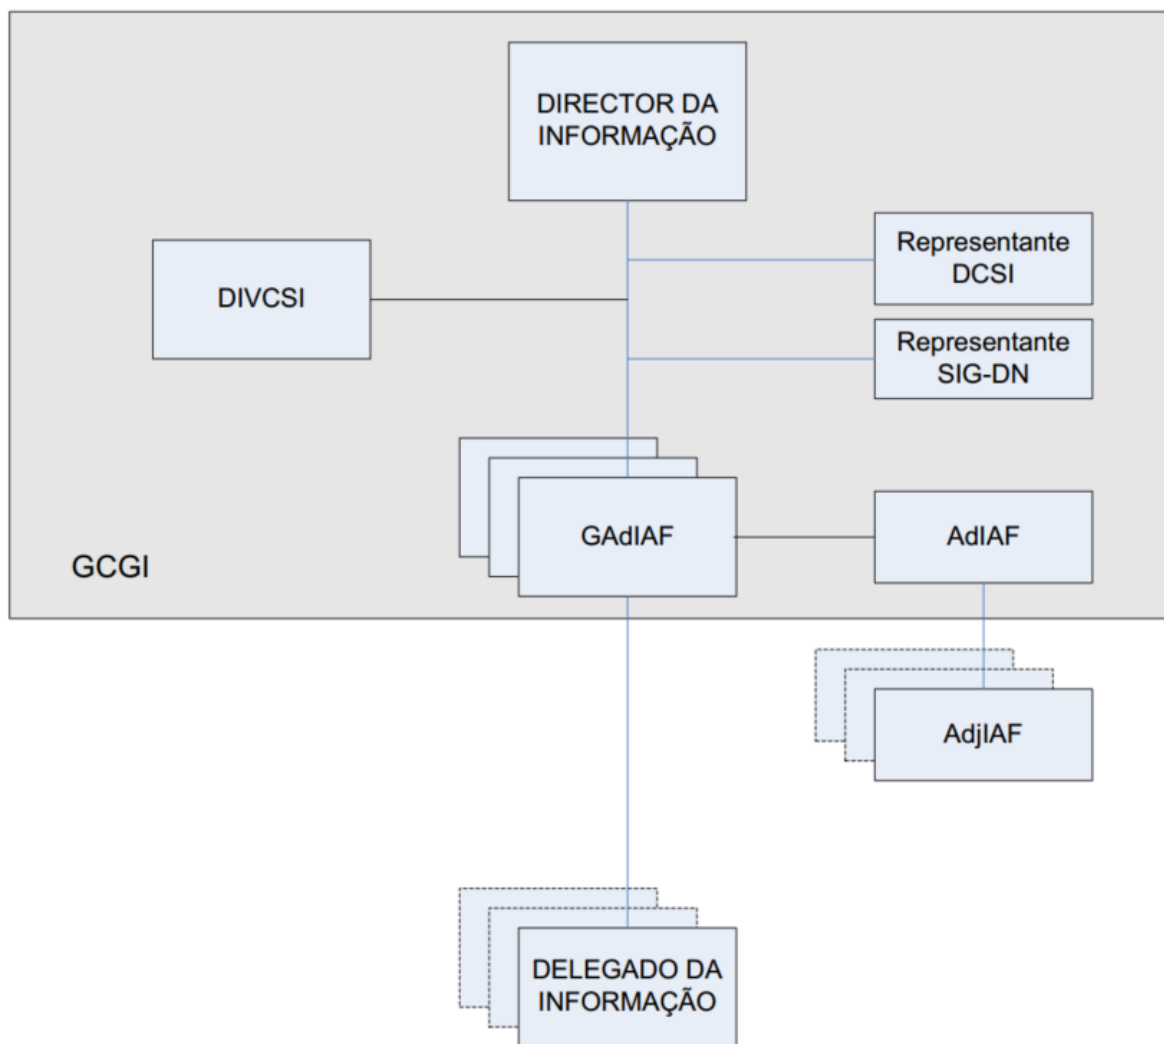 DIRECTOR DA
INFORMAÇÃO
Representante
DCSI
DIVCSI
Representante
SIG-DN
GAdIAF
AdIAF
GCGI
AdjIAF
DELEGADO DA
INFORMAÇÃO